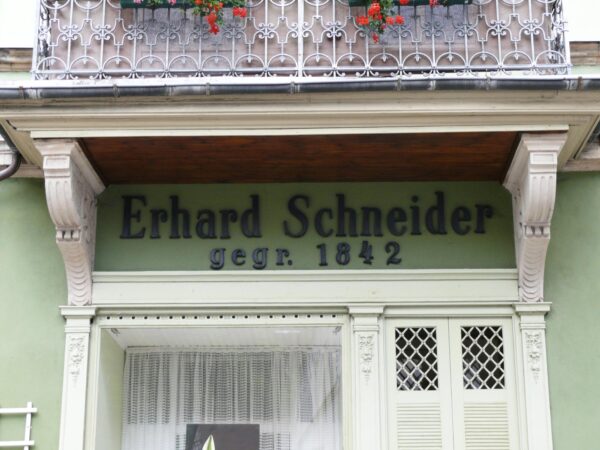 Erhard Schneider
gegr. 1842